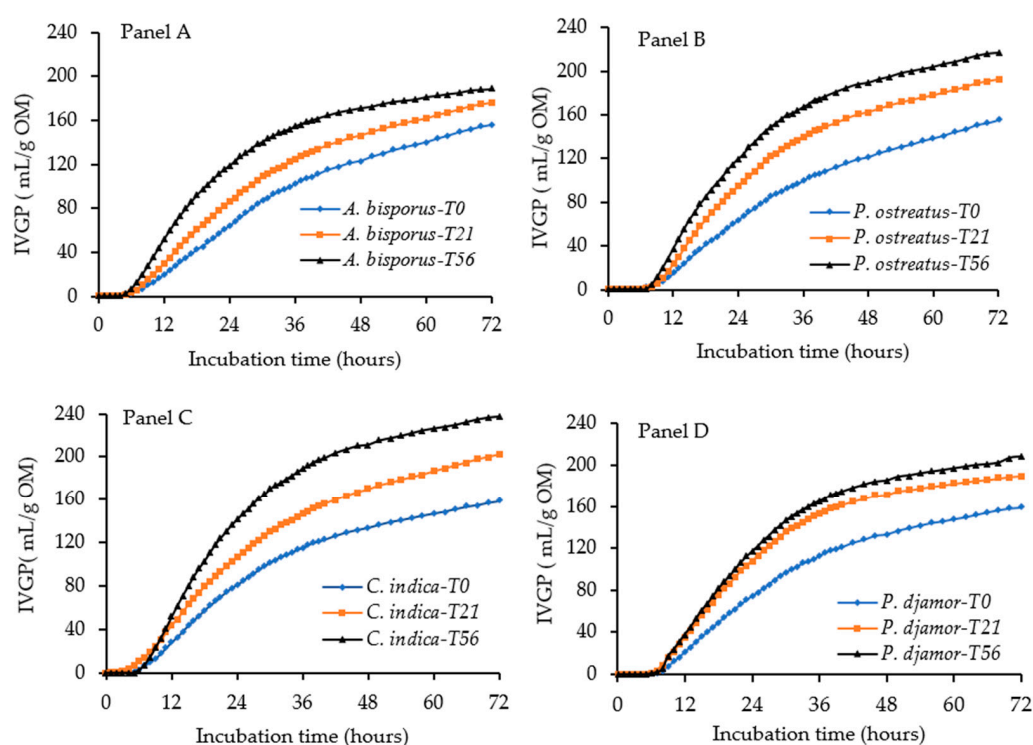 Panel A
IVGP ( mL/g OM)
240
200
160
120
80
40
0
A. bisporus-T0
A. bisporus-T21
A. bisporus-T56
0 12 24 36 48 60 72
Incubation time (hours)
Panel B
IVGP ( mL/g OM)
240
200
160
120
80
40
0
P. ostreatus-T0
P. ostreatus-T21
P. ostreatus-T56
0 12 24 36 48 60 72
Incubation time (hours)
Panel C
IVGP( mL/g OM)
240
200
160
120
80
40
0
C. indica-T0
C. indica-T21
C. indica-T56
0 12 24 36 48 60 72
Incubation time (hours)
Panel D
IVGP( mL/g OM)
240
200
160
120
80
40
0
P. djamor-T0
P. djamor-T21
P. djamor-T56
0 12 24 36 48 60 72
Incubation time (hours)